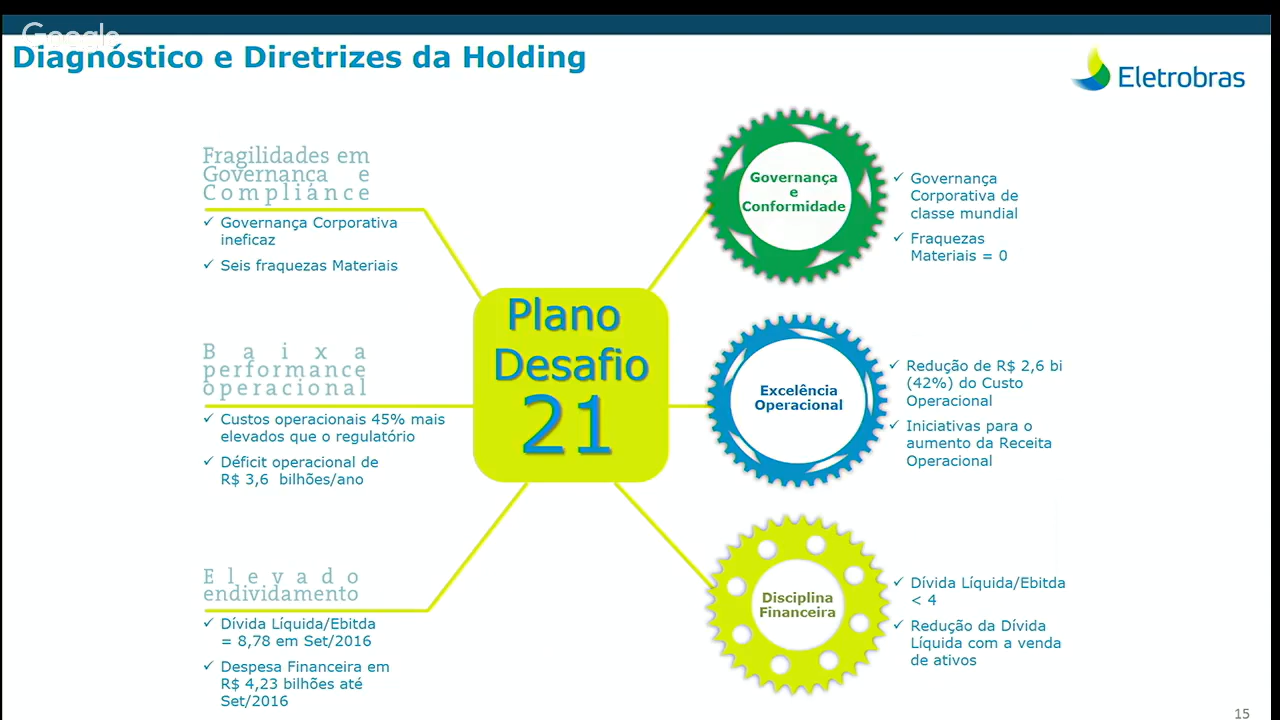 Google
Diagnóstico e Diretrizes da Holding
Eletrobras
Fragilidades em
Governança e
Compliánce
Governança Corporativa
ineficaz
Seis fraquezas Materiais
Baixa
performance
operacional
Custos operacionais 45% mais
elevados que o regulatório
Déficit operacional de
R$ 3,6 bilhões/ano
Elevado
endividamento
Dívida Líquida/Ebitda
= 8,78 em Set/2016
Despesa Financeira em
R$ 4,23 bilhões até
Set/2016
Plano
Desafio
21
Governança
e
Conformidade
Governança
Corporativa de
classe mundial
Fraquezas
Materiais = 0
Excelência
Operacional
Redução de R$ 2,6 bi
(42%) do Custo
Operacional
Iniciativas para o
aumento da Receita
Operacional
Disciplina
Financeira
Dívida Líquida/Ebitda
< 4
Redução da Dívida
Líquida com a venda
de ativos
15